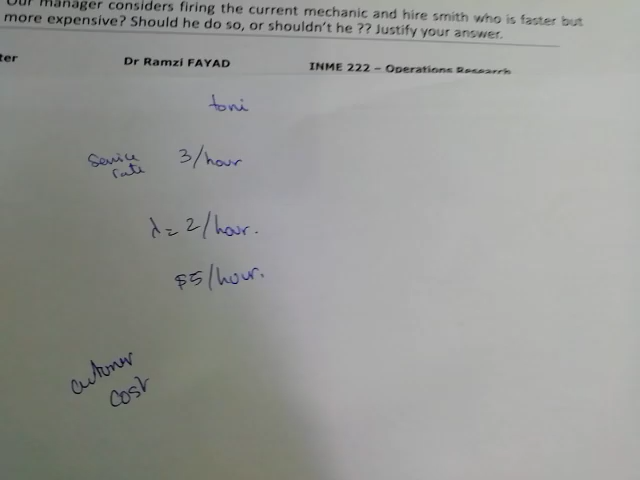 Our manager considers firing the current mechanic and hire smith who is faster but
more expensive? Should he do so, or shouldn't he ?? Justify your answer.
ter Dr Ramzi FAYAD INME 222 – Operations Research
toni
Service rate 3/hour
λ = 2/hour.
$5/hour.
cost